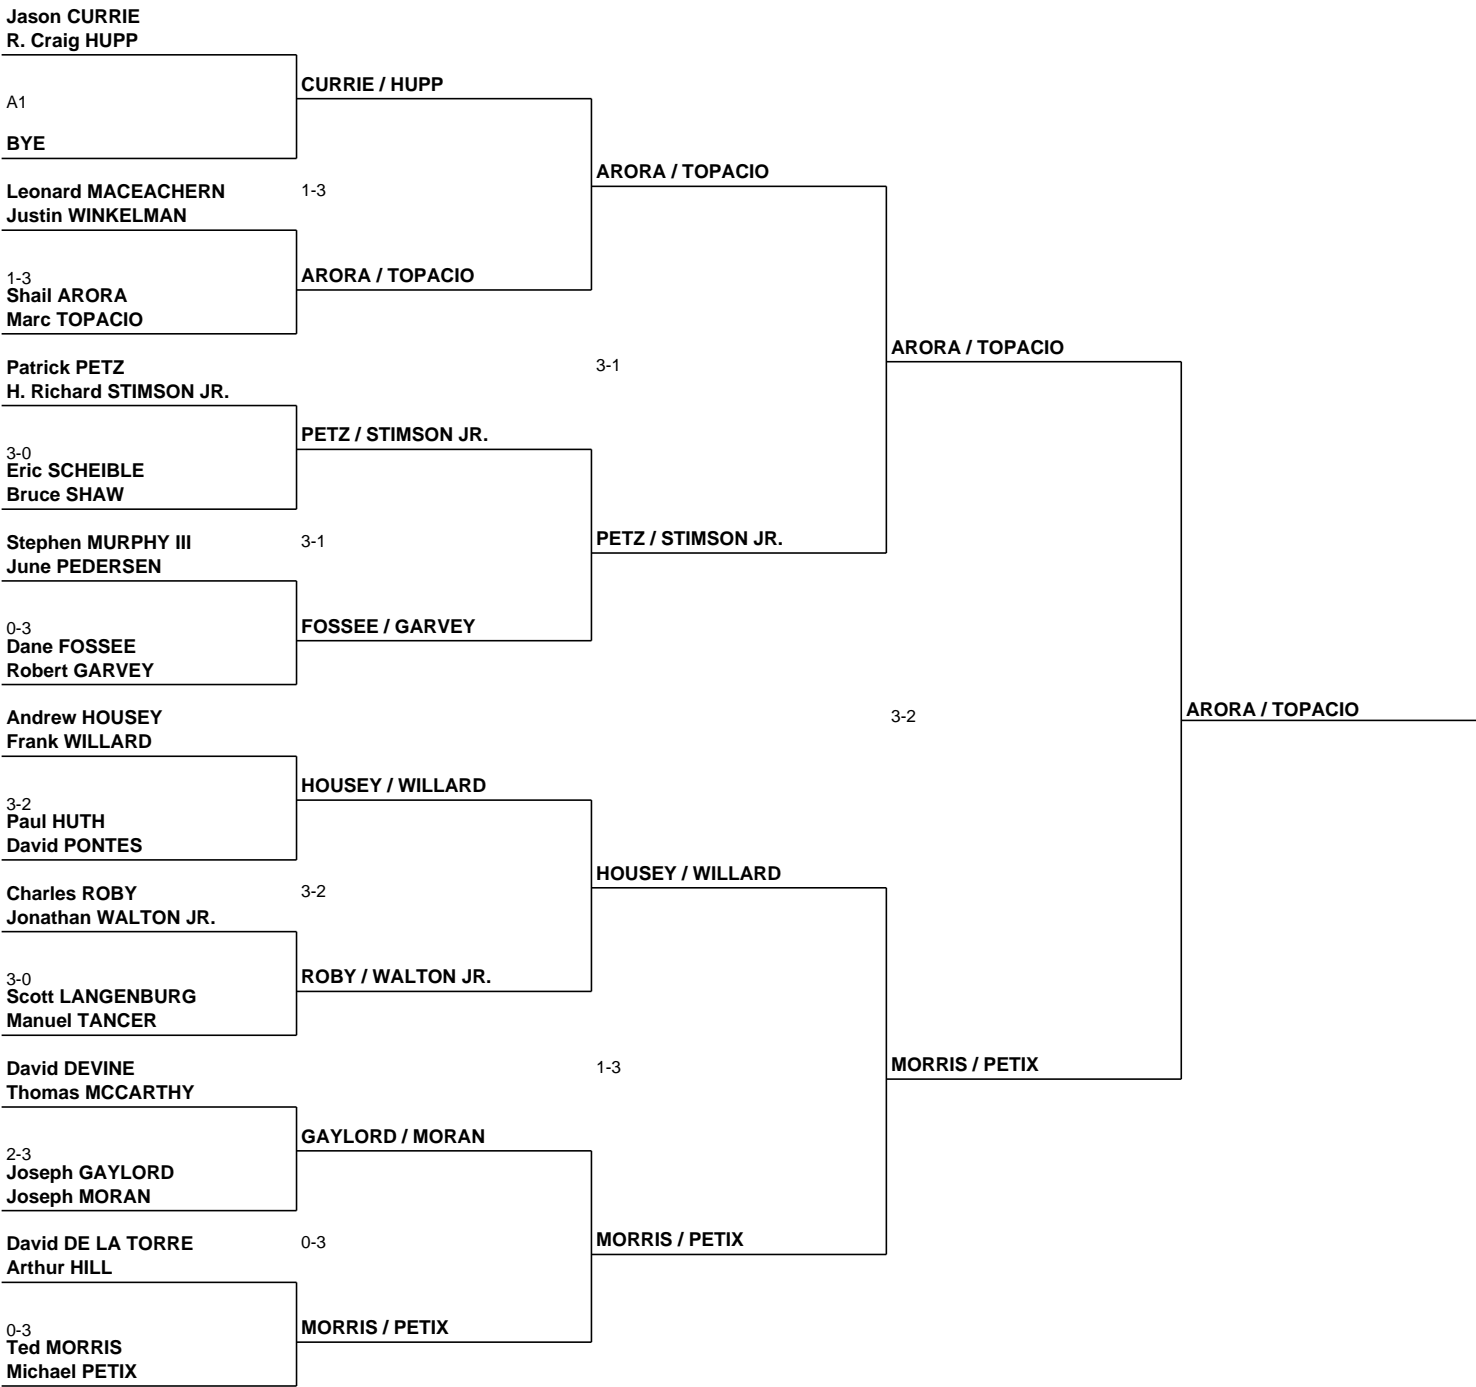 Jason CURRIE
R. Craig HUPP
A1
BYE
Leonard MACEACHERN
Justin WINKELMAN
1-3
Shail ARORA
Marc TOPACIO
Patrick PETZ
H. Richard STIMSON JR.
3-0
Eric SCHEIBLE
Bruce SHAW
Stephen MURPHY III
June PEDERSEN
0-3
Dane FOSSEE
Robert GARVEY
Andrew HOUSEY
Frank WILLARD
3-2
Paul HUTH
David PONTES
Charles ROBY
Jonathan WALTON JR.
3-0
Scott LANGENBURG
Manuel TANCER
David DEVINE
Thomas MCCARTHY
2-3
Joseph GAYLORD
Joseph MORAN
David DE LA TORRE
Arthur HILL
0-3
Ted MORRIS
Michael PETIX
CURRIE / HUPP
1-3
ARORA / TOPACIO
PETZ / STIMSON JR.
3-1
FOSSEE / GARVEY
HOUSEY / WILLARD
3-2
ROBY / WALTON JR.
GAYLORD / MORAN
0-3
MORRIS / PETIX
ARORA / TOPACIO
3-1
PETZ / STIMSON JR.
HOUSEY / WILLARD
1-3
MORRIS / PETIX
ARORA / TOPACIO
3-2
MORRIS / PETIX
ARORA / TOPACIO